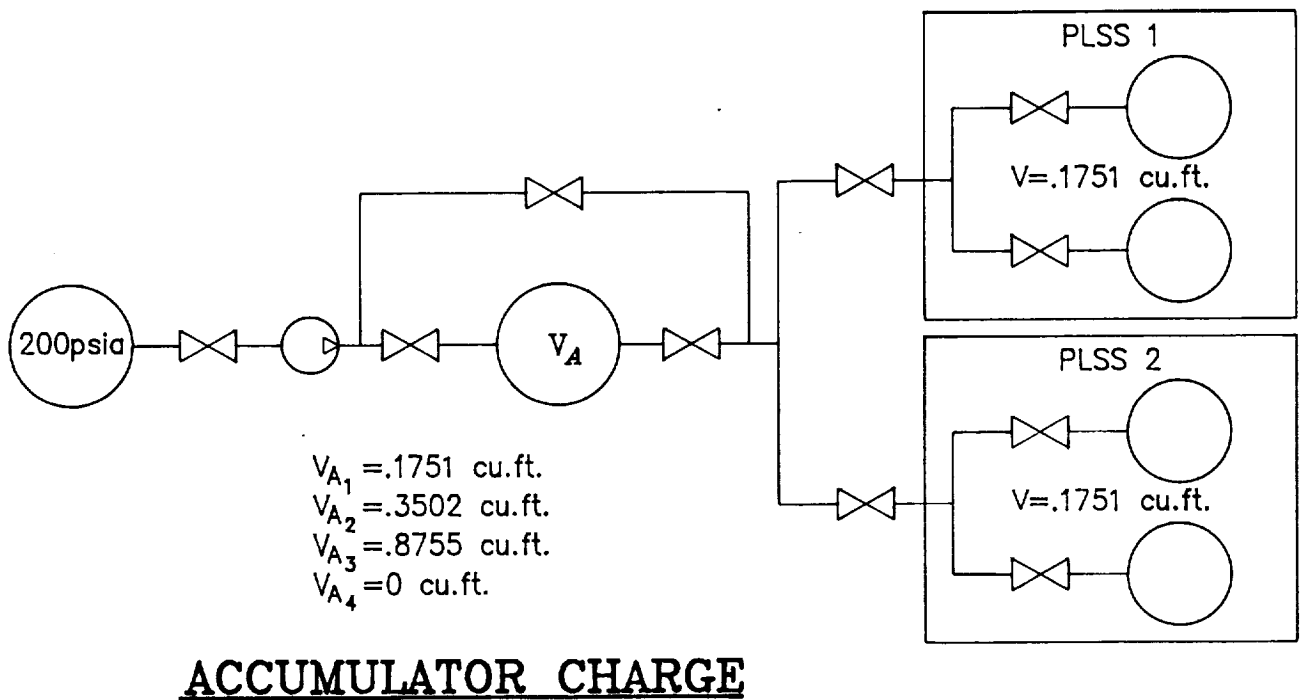 PLSS 1
V=.1751 cu.ft.
200psia
V_A
PLSS 2
V=.1751 cu.ft.
V_A₁ =.1751 cu.ft.
V_A₂ =.3502 cu.ft.
V_A₃ =.8755 cu.ft.
V_A₄ =0 cu.ft.
ACCUMULATOR CHARGE